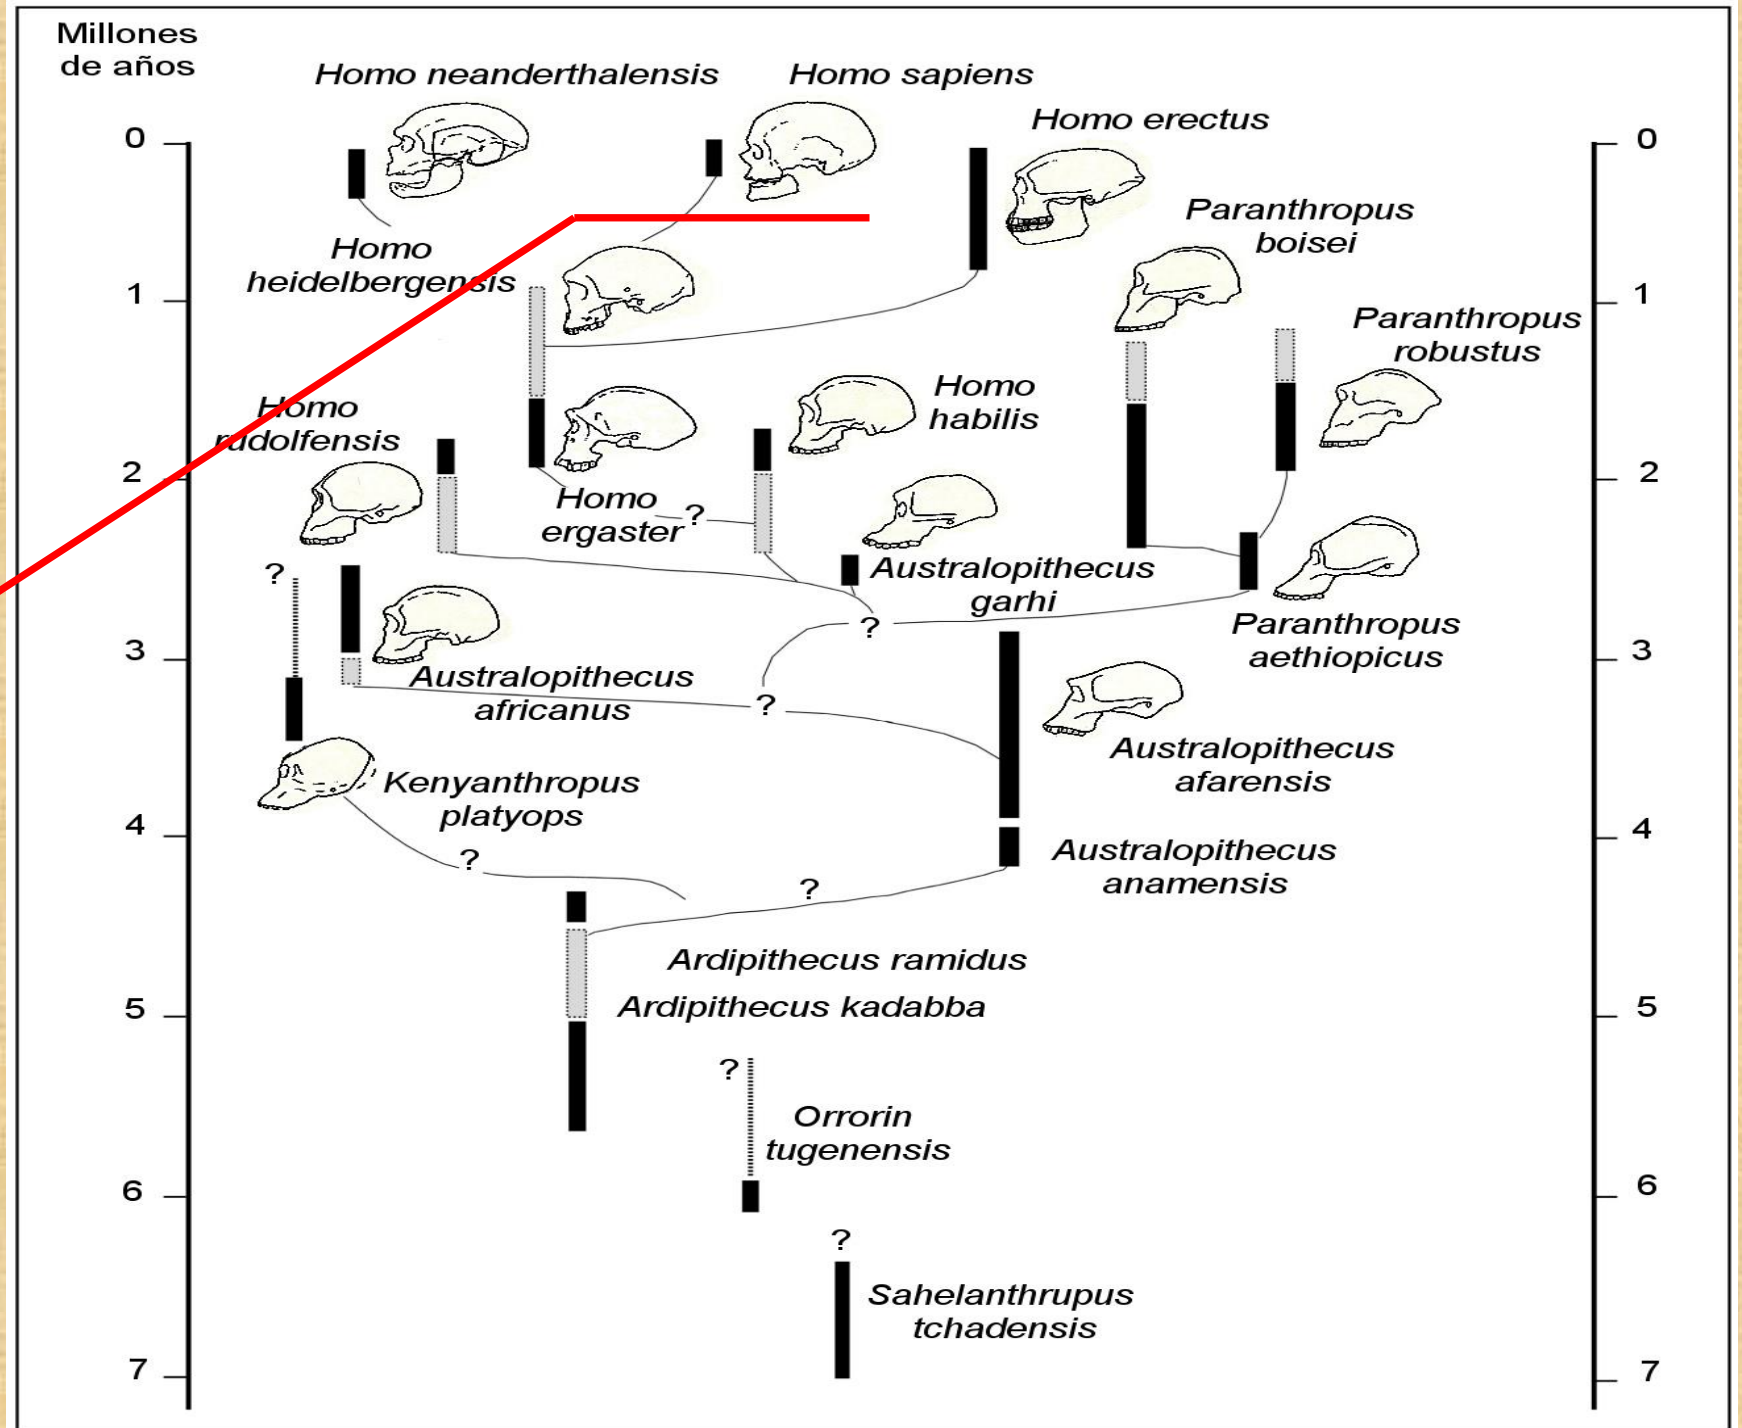 Millones
de años
Homo neanderthalensis
Homo sapiens
Homo erectus
0
0
Paranthropus
boisei
Homo
heidelbergensis
1
1
Paranthropus
robustus
Homo
habilis
Homo
rudolfensis
2
2
Homo
ergaster
?
?
Australopithecus
garhi
?
Paranthropus
aethiopicus
3
3
Australopithecus
africanus
?
Australopithecus
afarensis
Kenyanthropus
platyops
4
4
?
Australopithecus
anamensis
?
Ardipithecus ramidus
Ardipithecus kadabba
5
5
?
Orrorin
tugenensis
6
6
?
Sahelanthrupus
tchadensis
7
7